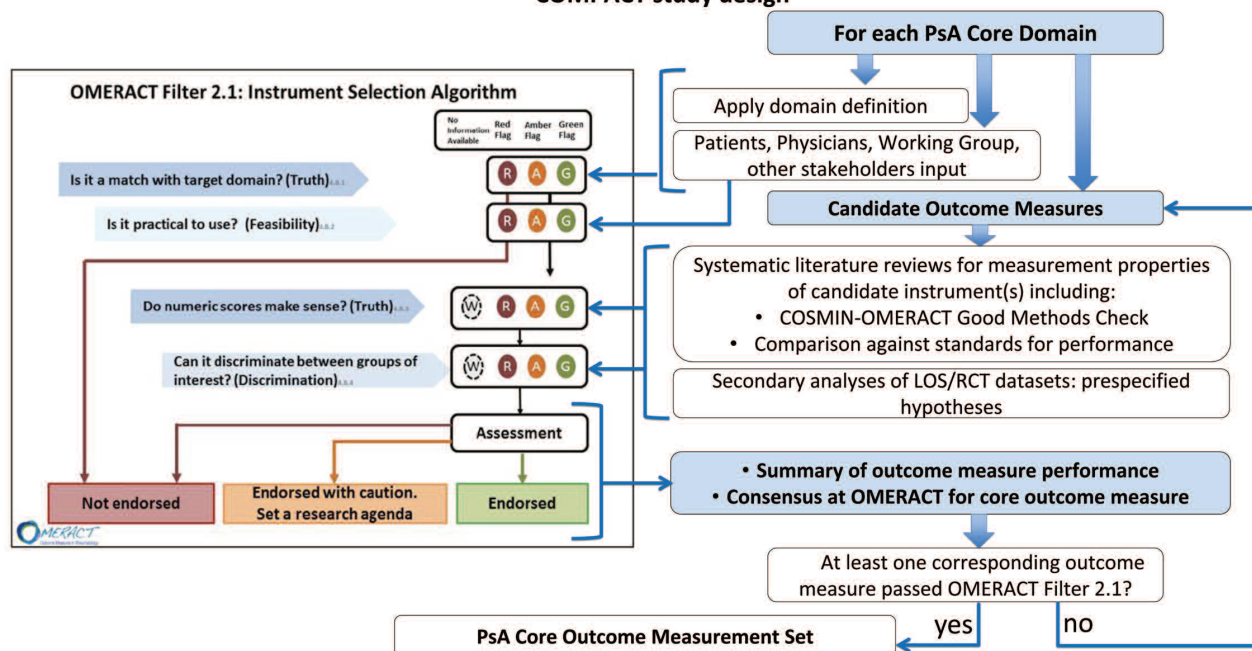 COMPACT study design
For each PsA Core Domain
Apply domain definition
Patients, Physicians, Working Group,
other stakeholders input
Candidate Outcome Measures
Systematic literature reviews for measurement properties
of candidate instrument(s) including:
• COSMIN-OMERACT Good Methods Check
• Comparison against standards for performance
Secondary analyses of LOS/RCT datasets: prespecified
hypotheses
• Summary of outcome measure performance
• Consensus at OMERACT for core outcome measure
At least one corresponding outcome
measure passed OMERACT Filter 2.1?
yes
no
PsA Core Outcome Measurement Set
OMERACT Filter 2.1: Instrument Selection Algorithm
No
Information
Available
Red
Flag
Amber
Flag
Green
Flag
Is it a match with target domain? (Truth)
R A G
Is it practical to use? (Feasibility)
R A G
Do numeric scores make sense? (Truth)
W R A G
Can it discriminate between groups of
interest? (Discrimination)
W R A G
Assessment
Not endorsed
Endorsed with caution.
Set a research agenda
Endorsed
OMERACT